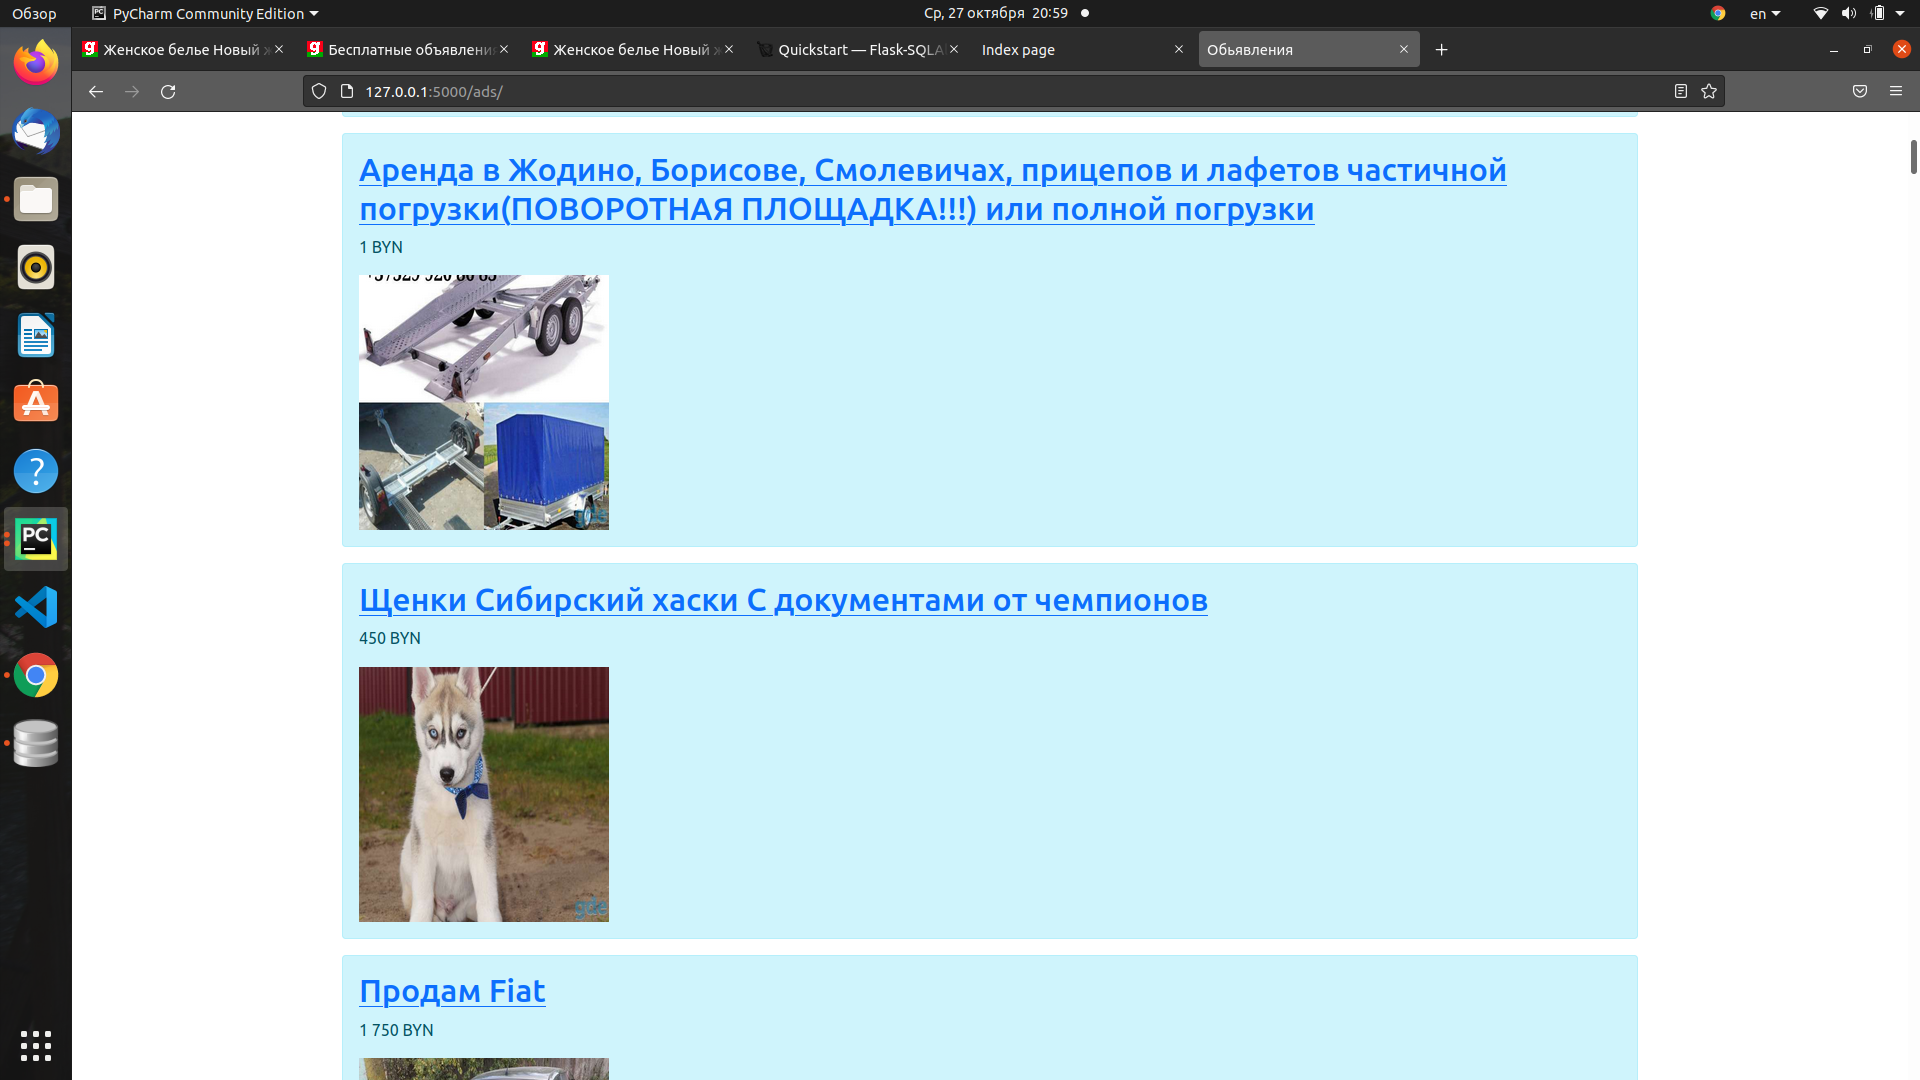 Обзор
PyCharm Community Edition
Ср, 27 октября 20:59
en
Женское белье Новый
Бесплатные объявлени
Женское белье Новый
Quickstart — Flask-SQLA
Index page
Обьявления
127.0.0.1:5000/ads/
Аренда в Жодино, Борисове, Смолевичах, прицепов и лафетов частичной
погрузки(ПОВОРОТНАЯ ПЛОЩАДКА!!!) или полной погрузки
1 BYN
Щенки Сибирский хаски С документами от чемпионов
450 BYN
gde
Продам Fiat
1 750 BYN
PC